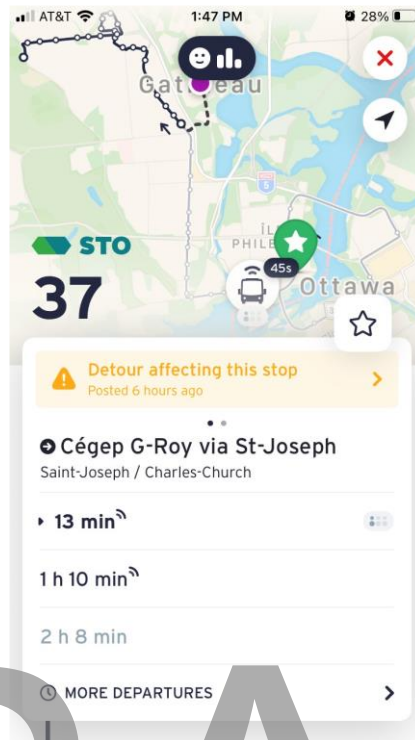 AT&T 1:47 PM 28%
Gatineau
5
PHILE
45s
Ottawa
STO
37
Detour affecting this stop
Posted 6 hours ago
Cégep G-Roy via St-Joseph
Saint-Joseph / Charles-Church
13 min
1 h 10 min
2 h 8 min
MORE DEPARTURES